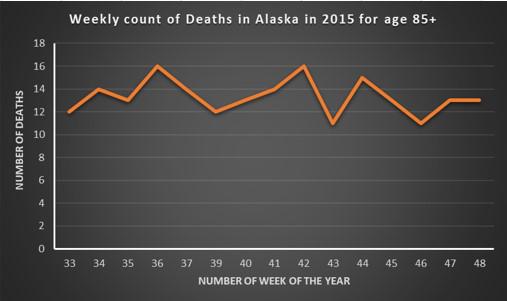 Weekly count of Deaths in Alaska in 2015 for age 85+
NUMBER OF DEATHS
18
16
14
12
10
8
6
4
2
0
33 34 35 36 37 39 40 41 42 43 44 45 46 47 48
NUMBER OF WEEK OF THE YEAR